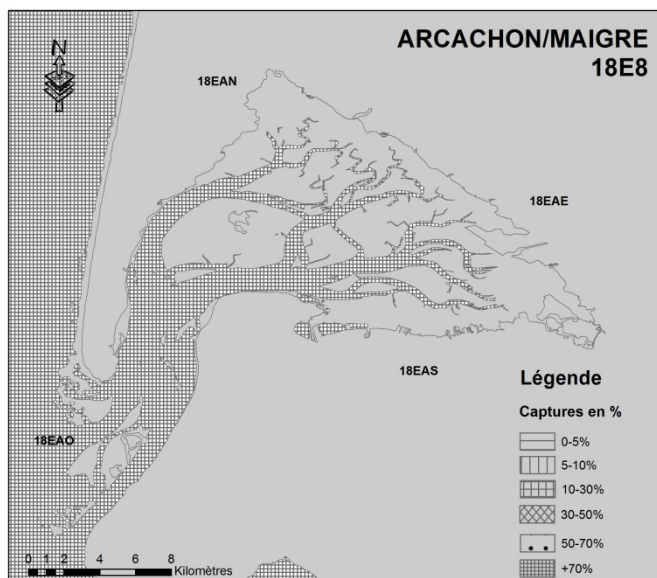 ARCACHON/MAIGRE
18E8
N
18EAN
18EAE
18EAS
18EAO
Légende
Captures en %
0-5%
5-10%
10-30%
30-50%
50-70%
+70%
0 1 2 4 6 8
Kilomètres